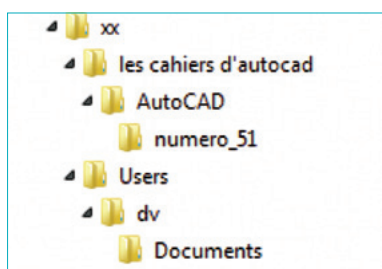 xx
les cahiers d'autocad
AutoCAD
numero_51
Users
dv
Documents